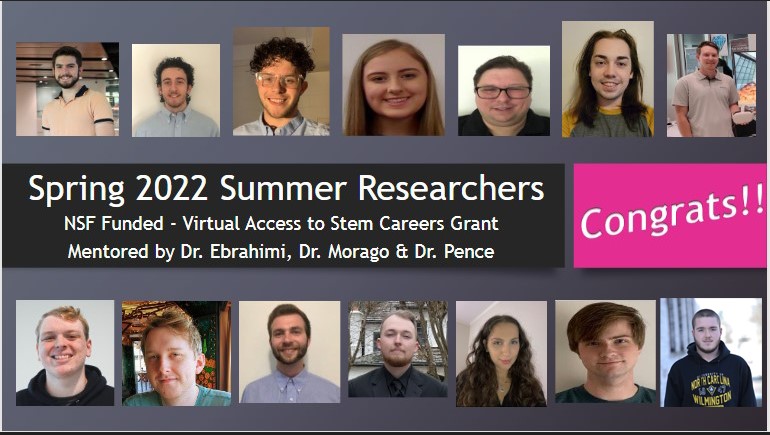 Spring 2022 Summer Researchers
NSF Funded - Virtual Access to Stem Careers Grant
Mentored by Dr. Ebrahimi, Dr. Morago & Dr. Pence
Congrats!!
NORTH CAROLINA
WILMINGTON